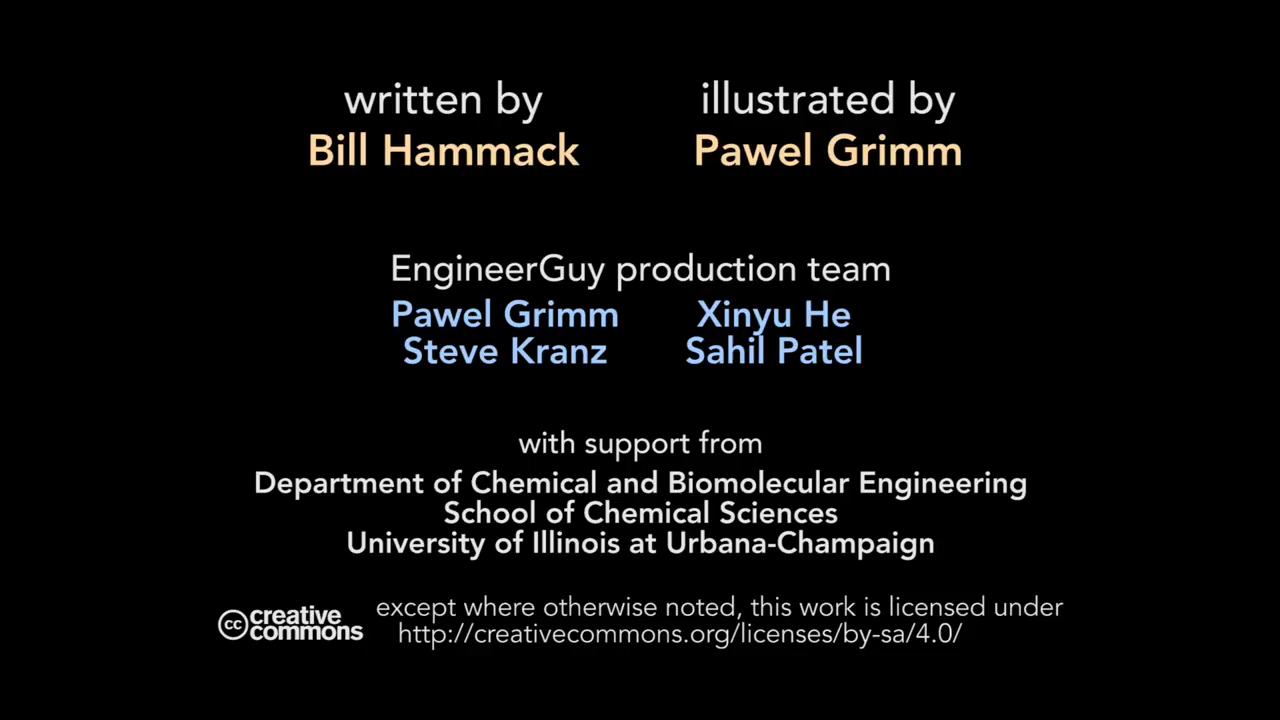 written by
Bill Hammack
illustrated by
Pawel Grimm
EngineerGuy production team
Pawel Grimm
Xinyu He
Steve Kranz
Sahil Patel
with support from
Department of Chemical and Biomolecular Engineering
School of Chemical Sciences
University of Illinois at Urbana-Champaign
cc creative commons
except where otherwise noted, this work is licensed under
http://creativecommons.org/licenses/by-sa/4.0/